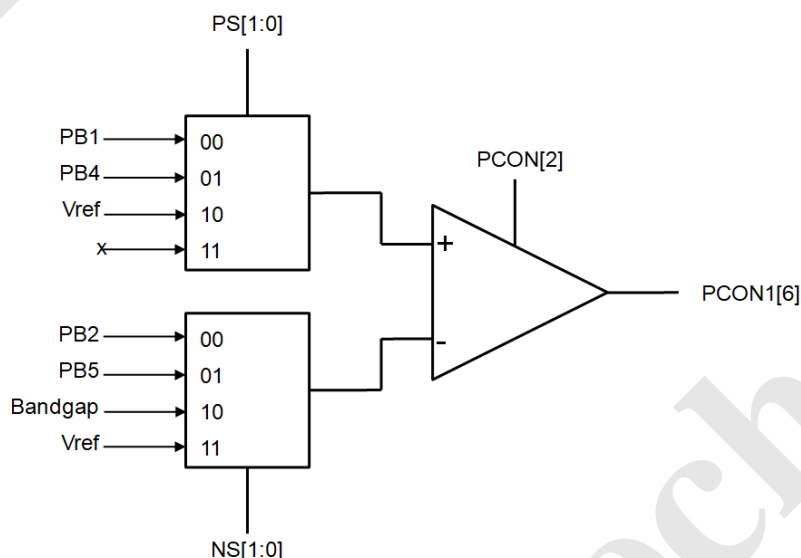 PS[1:0]
PB1
00
PB4
01
Vref
10
x
11
PCON[2]
+
-
PCON1[6]
PB2
00
PB5
01
Bandgap
10
Vref
11
NS[1:0]
och